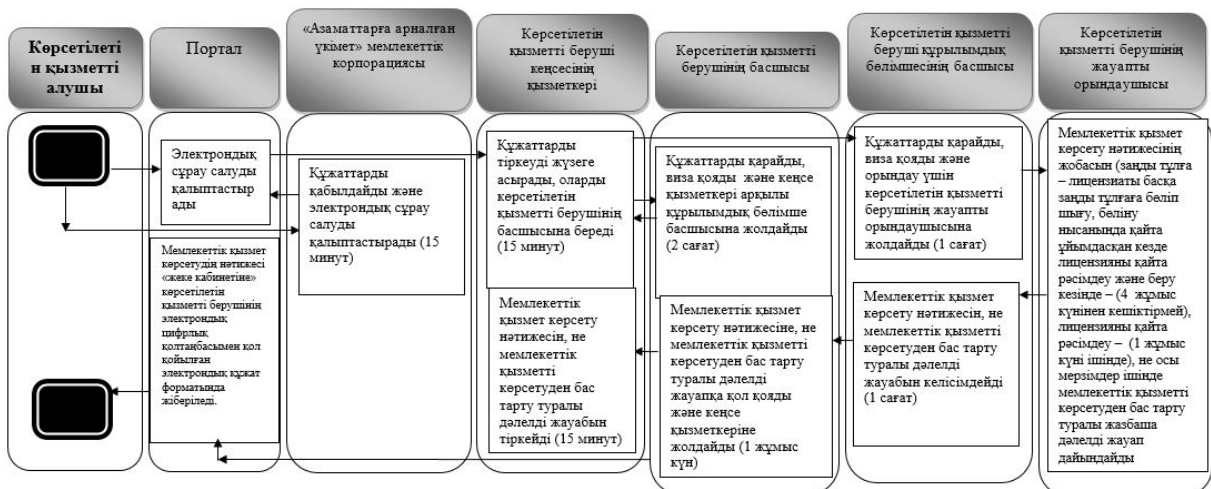 Көрсетілеті
н қызметті
алушы
Портал
«Азаматтарға арналған
үкімет» мемлекеттік
корпорациясы
Көрсетілетін
қызметті беруші
кеңсесінің
қызметкері
Көрсетілетін қызметті
берушінің басшысы
Көрсетілетін қызметті
беруші құрылымдық
бөлімшесінің басшысы
Көрсетілетін
қызметті берушінің
жауапты
орындаушысы
Электрондық
сұрау салуды
қалыптастыр
ады
Құжаттарды
қабылдайды және
электрондық сұрау
салуды
қалыптастырады (15
минут)
Құжаттарды
тіркеуді жүзеге
асырады, оларды
көрсетілетін
қызметті берушінің
басшысына береді
(15 минут)
Құжаттарды қарайды,
виза қояды және кеңсе
қызметкері арқылы
құрылымдық бөлімше
басшысына жолдайды
(2 сағат)
Құжаттарды қарайды,
виза қояды және
орындау үшін
көрсетілетін қызметті
берушінің жауапты
орындаушысына
жолдайды (1 сағат)
Мемлекеттік қызмет
көрсету нәтижесінің
жобасын (заңды тұлға
– лицензиаты басқа
заңды тұлғаға бөліп
шығу, бөліну
нысанында қайта
ұйымдасқан кезде
лицензияны қайта
рәсімдеу және беру
кезінде – (4 жұмыс
күнінен кешіктірмей),
лицензияны қайта
рәсімдеу – (1 жұмыс
күні ішінде), не осы
мерзімдер ішінде
мемлекеттік қызметті
көрсетуден бас тарту
туралы жазбаша
дәлелді жауап
дайындайды
Мемлекеттік қызмет
көрсетудің нәтижесі
«жеке кабинетіне»
көрсетілетін
қызметті берушінің
электрондық
цифрлық
қолтаңбасымен қол
қойылған
электрондық құжат
форматында
жіберіледі.
Мемлекеттік
қызмет көрсету
нәтижесін, не
мемлекеттік
қызметті
көрсетуден бас
тарту туралы
дәлелді жауабын
тіркейді (15 минут)
Мемлекеттік қызмет
көрсету нәтижесіне, не
мемлекеттік қызметті
көрсетуден бас тарту
туралы дәлелді
жауапқа қол қояды
және кеңсе
қызметкеріне
жолдайды (1 жұмыс
күн)
Мемлекеттік қызмет
көрсету нәтижесін, не
мемлекеттік қызметті
көрсетуден бас тарту
туралы дәлелді
жауабын келісімдейді
(1 сағат)